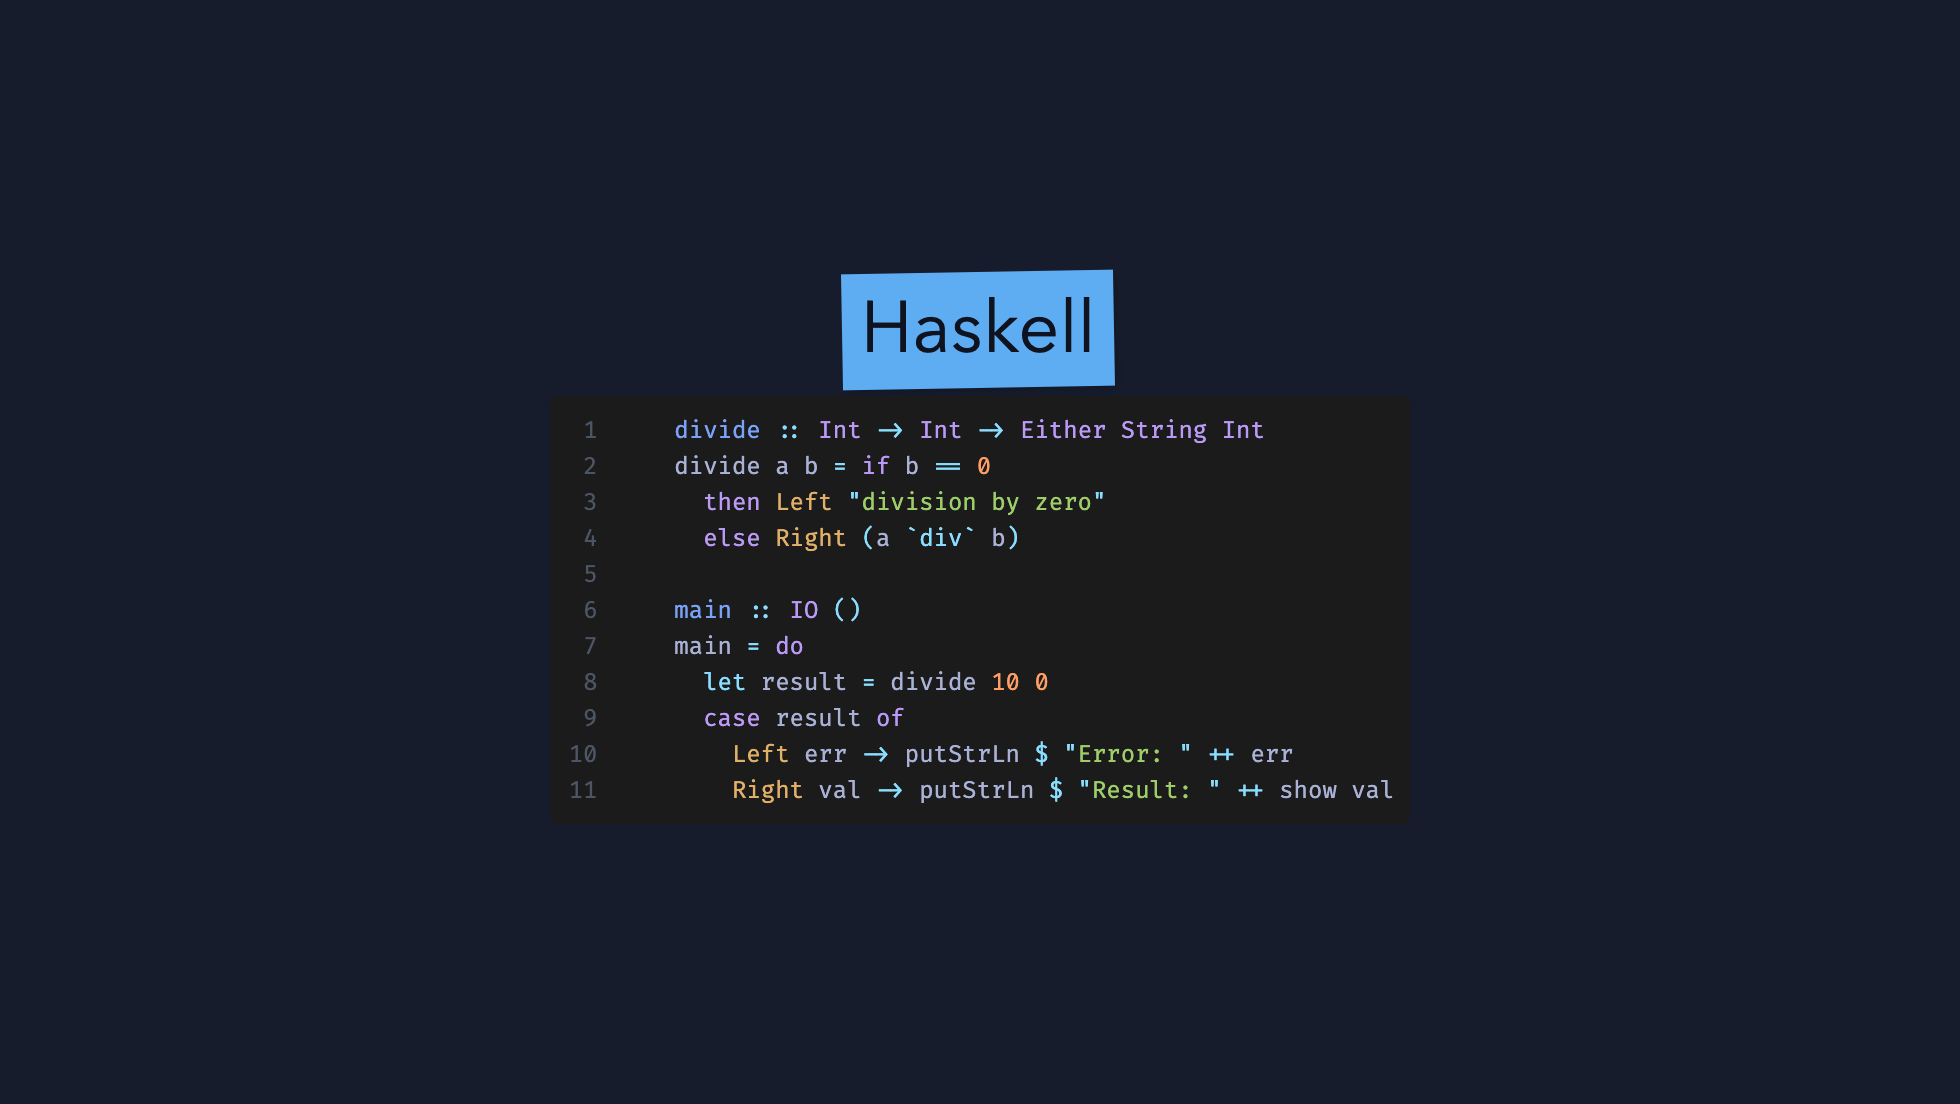 Haskell
1 divide :: Int -> Int -> Either String Int
2 divide a b = if b == 0
3   then Left "division by zero"
4   else Right (a `div` b)
5
6 main :: IO ()
7 main = do
8   let result = divide 10 0
9   case result of
10     Left err -> putStrLn $ "Error: " ++ err
11     Right val -> putStrLn $ "Result: " ++ show val